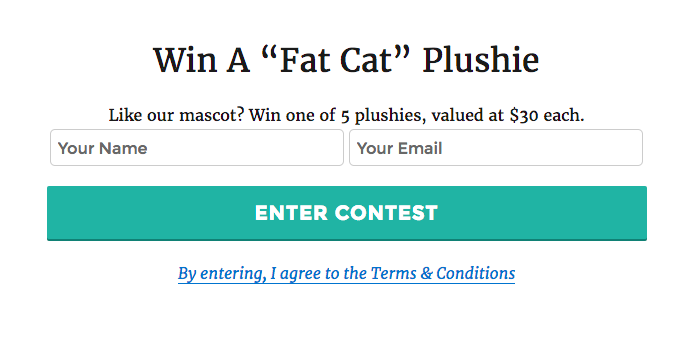 Win A “Fat Cat” Plushie
Like our mascot? Win one of 5 plushies, valued at $30 each.
Your Name
Your Email
ENTER CONTEST
By entering, I agree to the Terms & Conditions